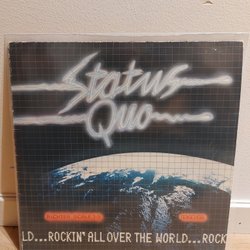 Status
Quo
LD...ROCKIN' ALL OVER THE WORLD...ROCK